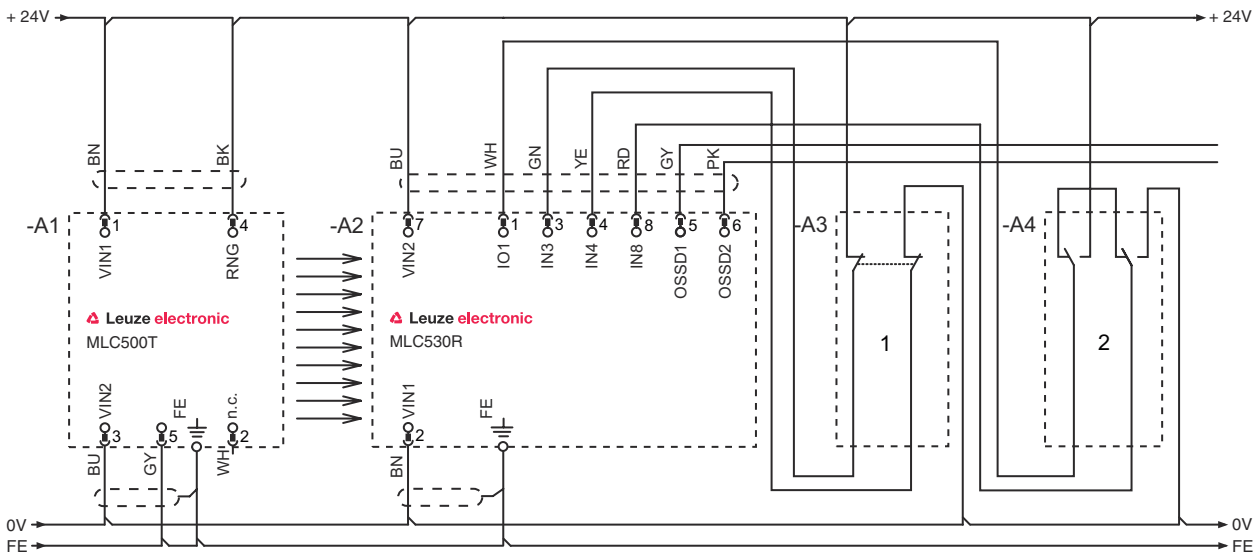 + 24V
+ 24V
BN
BK
BU
WH
GN
YE
RD
GY
PK
-A1
1
4
-A2
7
1
3
4
8
5
6
-A3
-A4
VIN1
RNG
VIN2
IO1
IN3
IN4
IN8
OSSD1
OSSD2
Leuze electronic
MLC500T
Leuze electronic
MLC530R
1
2
VIN2
FE
n.c.
VIN1
FE
3
5
2
2
BU
GY
WH
BN
0V
0V
FE
FE